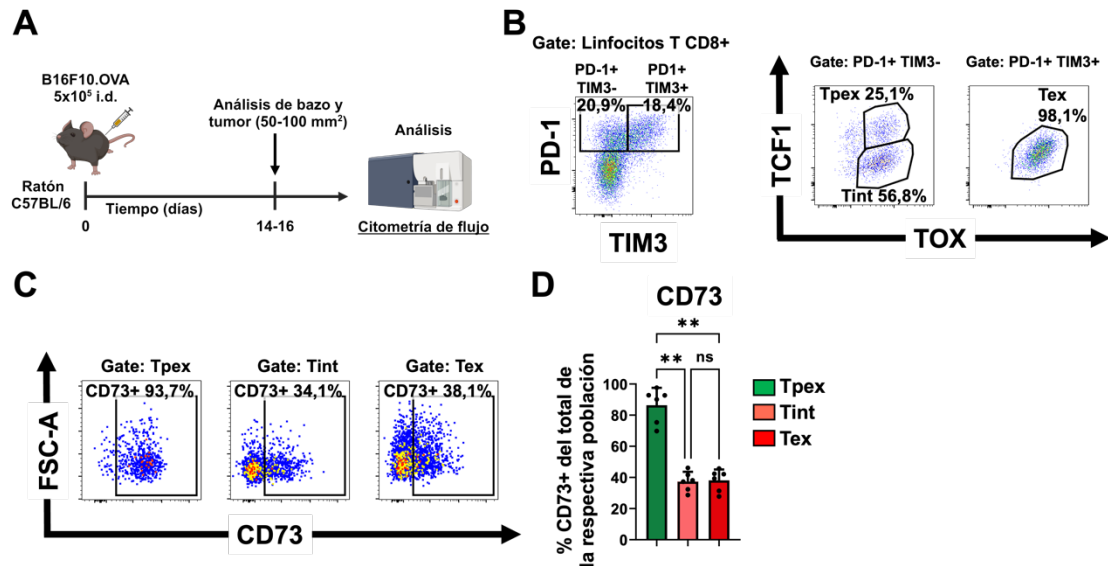 A
B16F10.OVA
5x10⁵ i.d.
Análisis de bazo y
tumor (50-100 mm²)
Análisis
Ratón
C57BL/6
Tiempo (días)
0
14-16
Citometría de flujo
B
Gate: Linfocitos T CD8+
PD-1+
TIM3-
20,9%
PD1+
TIM3+
18,4%
PD-1
TIM3
Gate: PD-1+ TIM3-
Tpex 25,1%
Tint 56,8%
Gate: PD-1+ TIM3+
Tex
98,1%
TCF1
TOX
C
Gate: Tpex
CD73+ 93,7%
Gate: Tint
CD73+ 34,1%
Gate: Tex
CD73+ 38,1%
FSC-A
CD73
D
CD73
**
**
ns
% CD73+ del total de
la respectiva población
100
80
60
40
20
0
Tpex
Tint
Tex